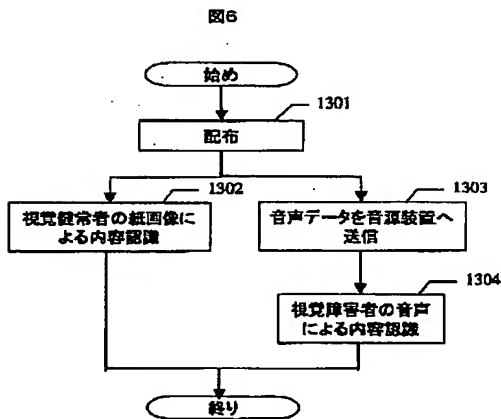 図6
始め
1301
配布
1302
1303
視覚健常者の紙画像に
よる内容認識
音声データを音源装置へ
送信
1304
視覚障害者の音声
による内容認識
終り